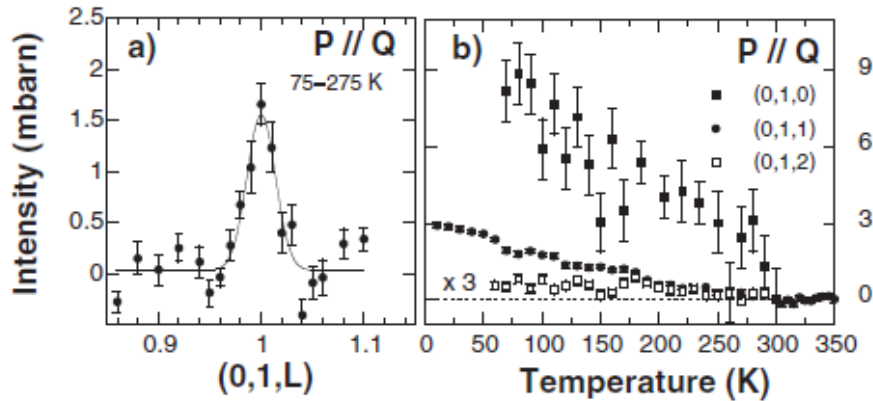 a)
P // Q
75–275 K
2.5
2
1.5
1
0.5
0
Intensity (mbarn)
0.9
1
1.1
(0,1,L)
b)
P // Q
(0,1,0)
(0,1,1)
(0,1,2)
x 3
9
6
3
0
0
50
100
150
200
250
300
350
Temperature (K)